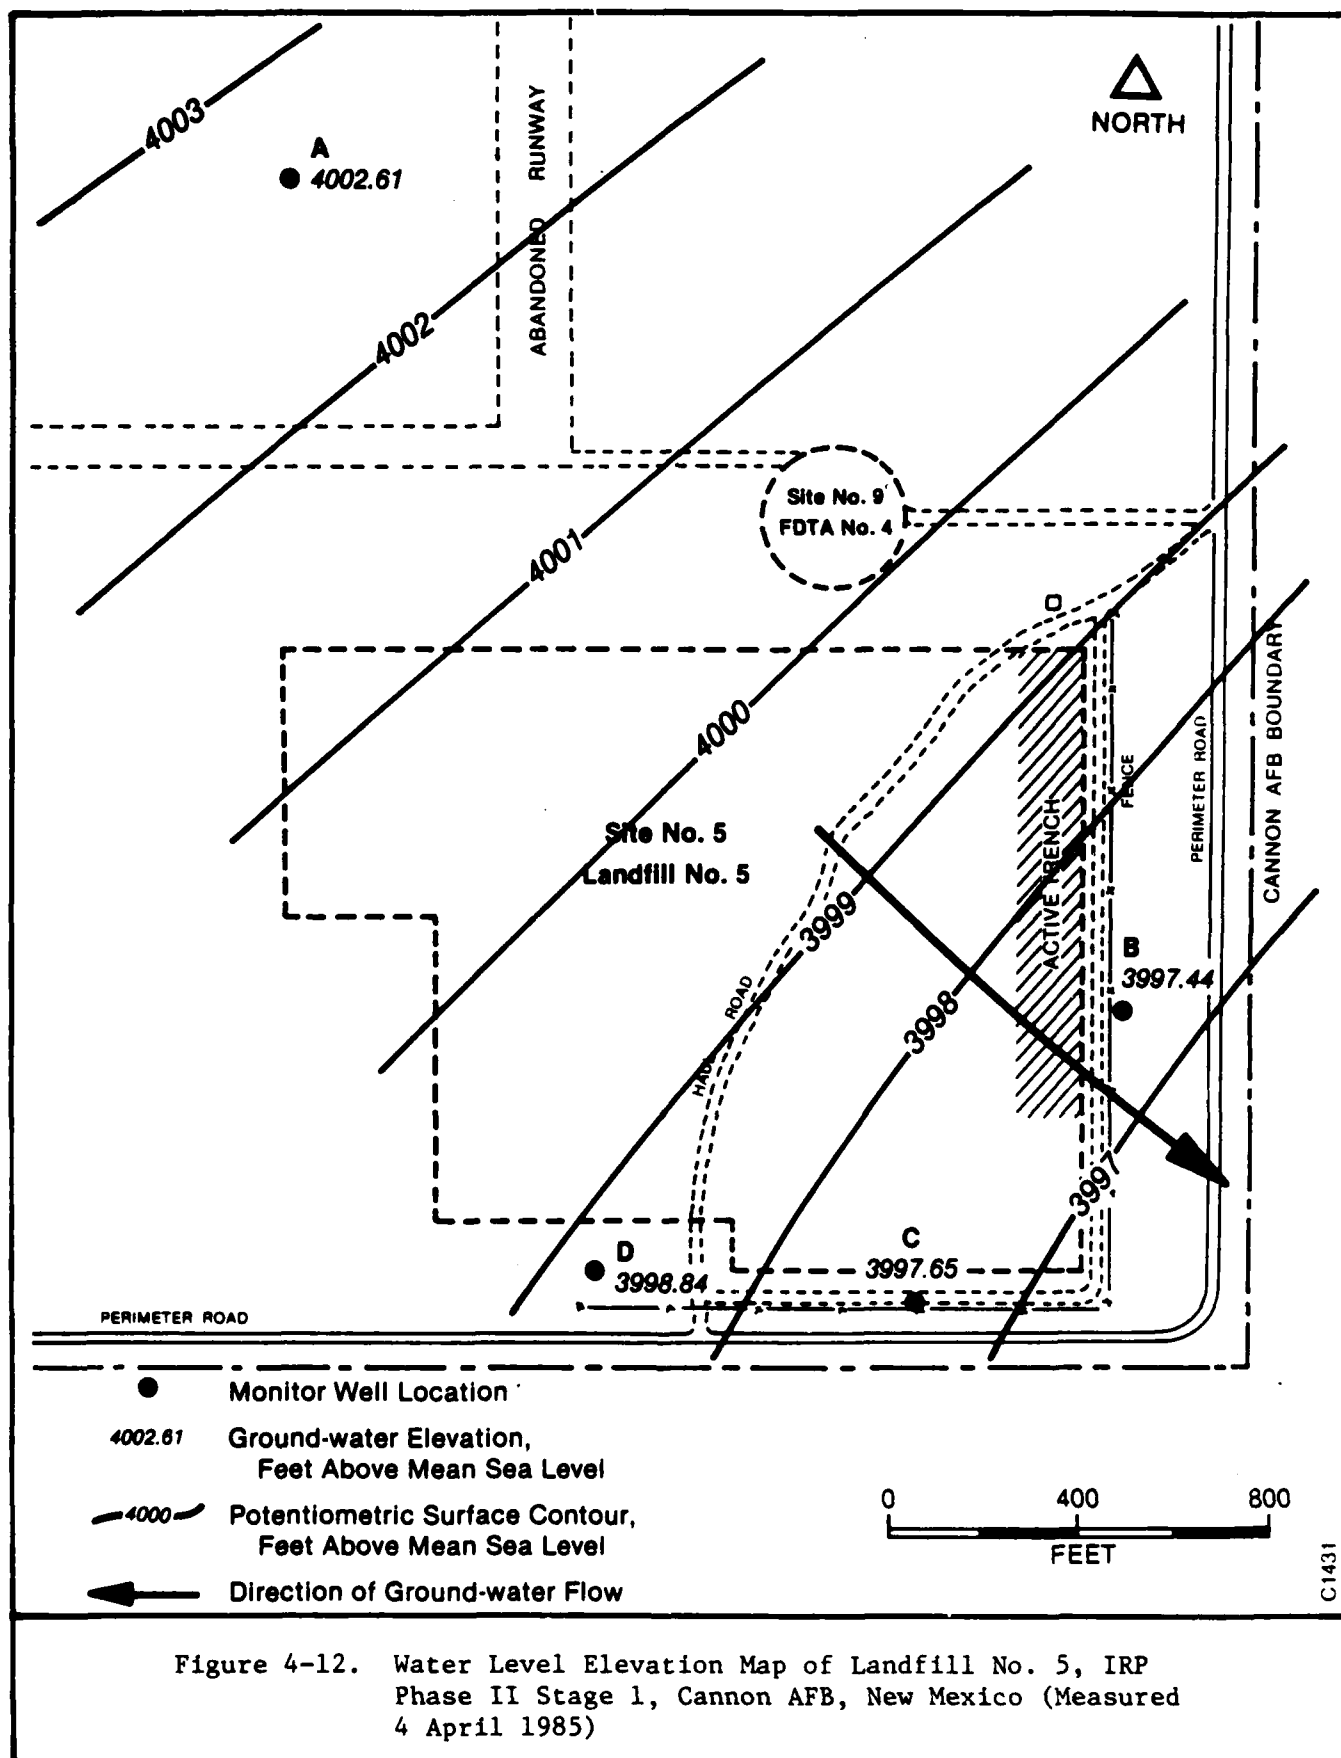 NORTH
4003
A
4002.61
ABANDONED RUNWAY
4002
4001
Site No. 9
FDTA No. 4
4000
Site No. 5
Landfill No. 5
ACTIVE TRENCH
FENCE
PERIMETER ROAD
CANNON AFB BOUNDARY
3999
HAUL ROAD
3998
B
3997.44
3997
C
3997.65
D
3998.84
PERIMETER ROAD
Monitor Well Location
4002.61 Ground-water Elevation,
Feet Above Mean Sea Level
4000 Potentiometric Surface Contour,
Feet Above Mean Sea Level
Direction of Ground-water Flow
0 400 800
FEET
C1431
Figure 4-12. Water Level Elevation Map of Landfill No. 5, IRP
Phase II Stage 1, Cannon AFB, New Mexico (Measured
4 April 1985)